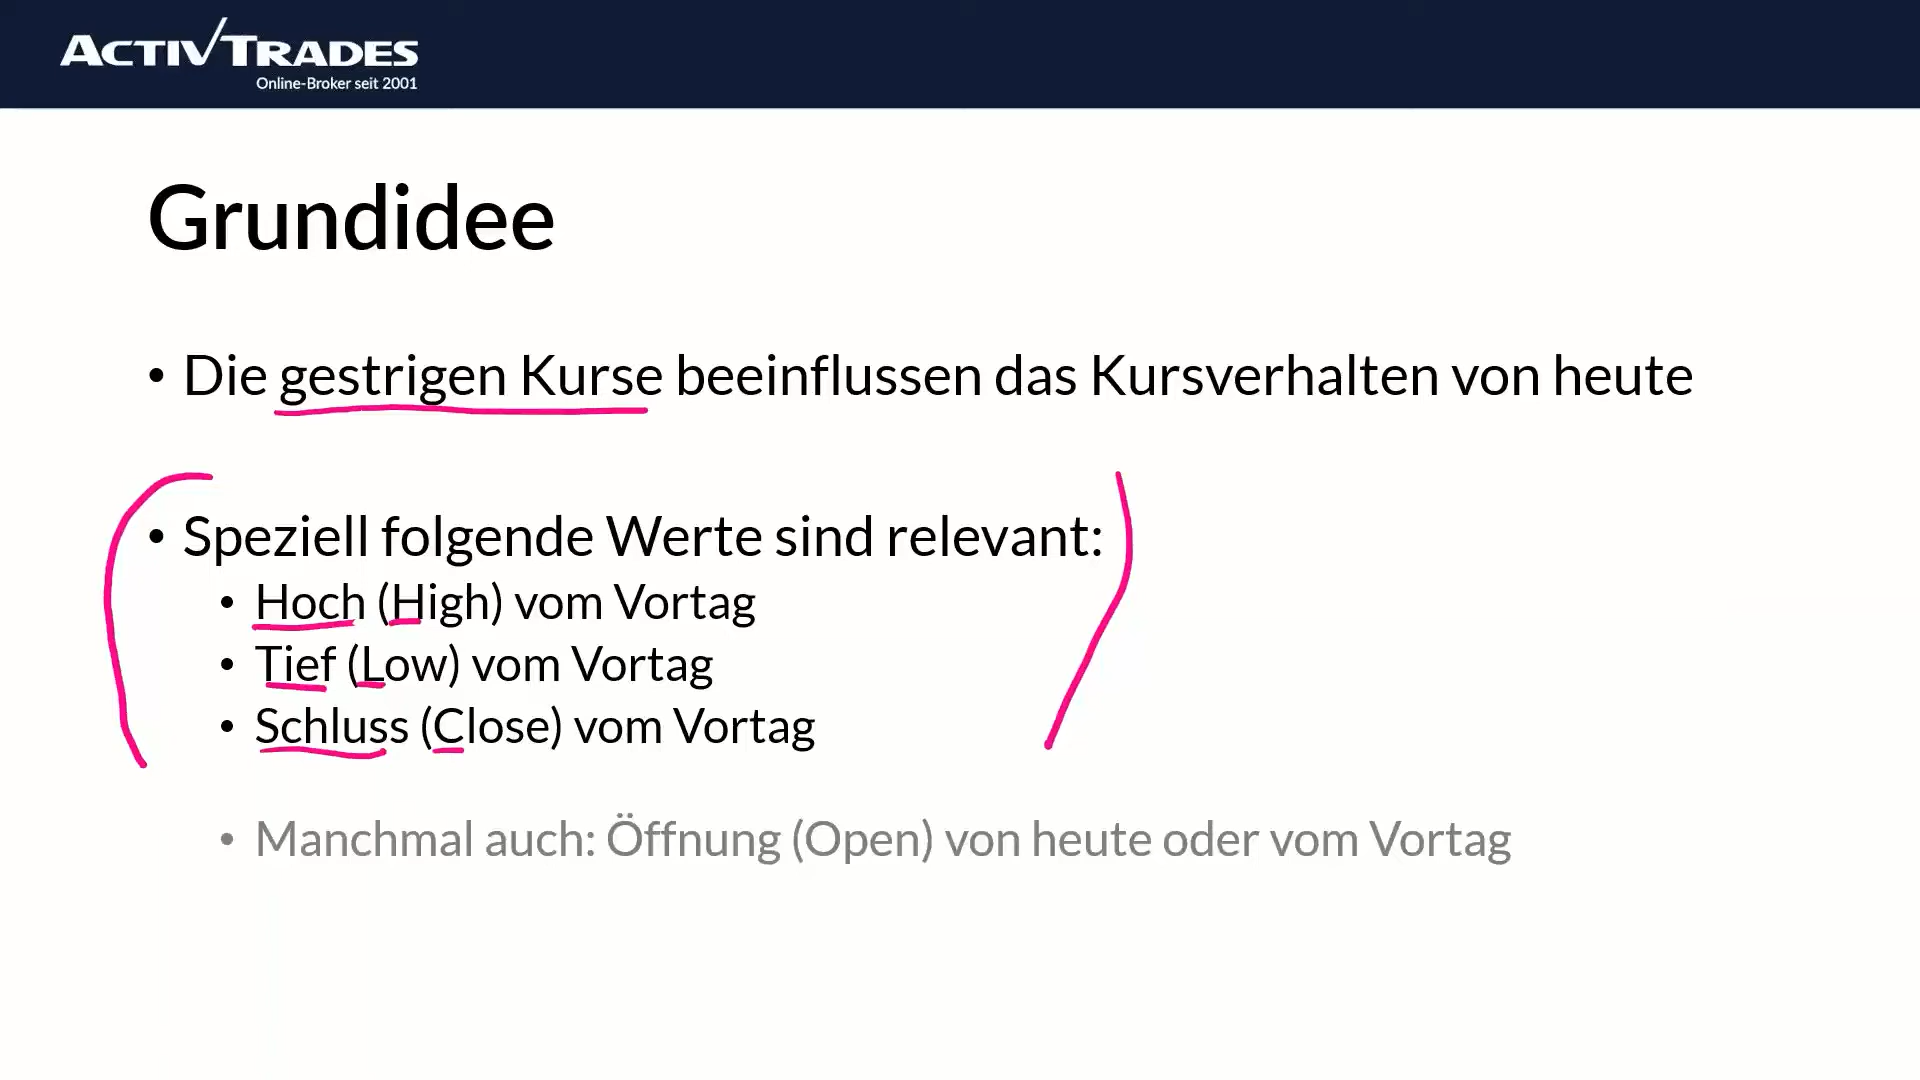 ACTIVTRADES
Online-Broker seit 2001
Grundidee
• Die gestrigen Kurse beeinflussen das Kursverhalten von heute
• Speziell folgende Werte sind relevant:
• Hoch (High) vom Vortag
• Tief (Low) vom Vortag
• Schluss (Close) vom Vortag
• Manchmal auch: Öffnung (Open) von heute oder vom Vortag